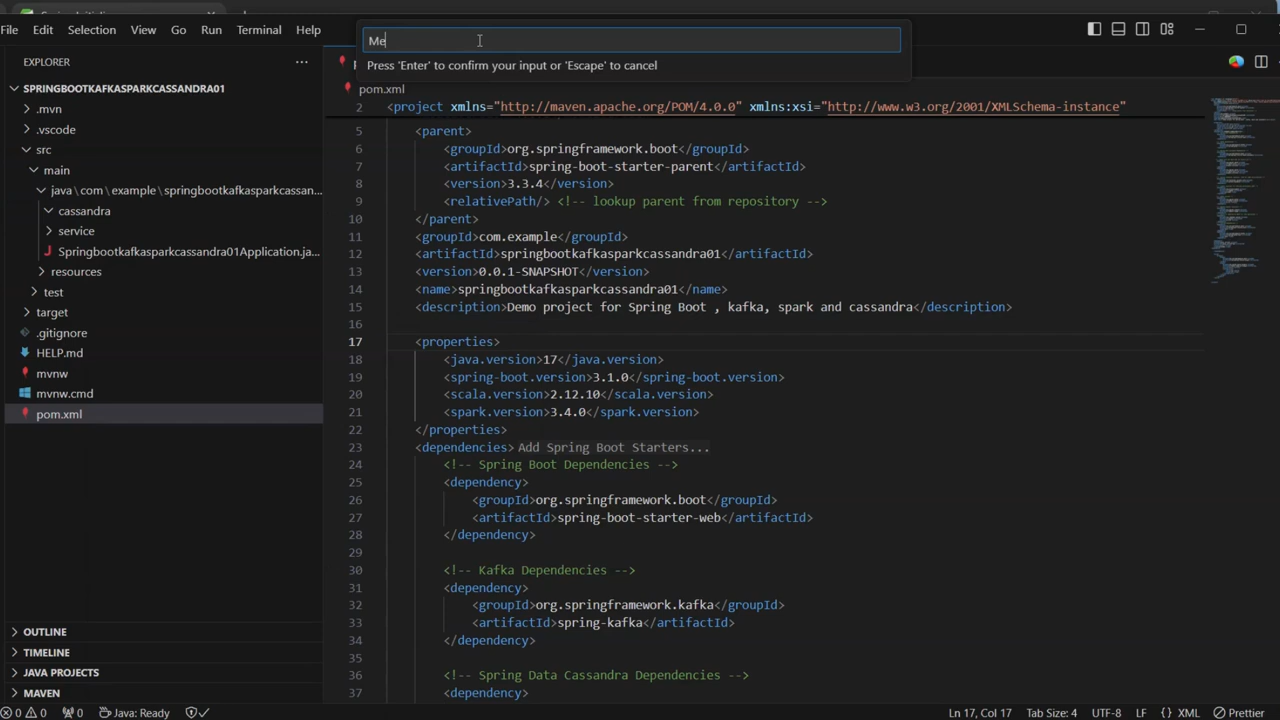 File Edit Selection View Go Run Terminal Help
Me
Press 'Enter' to confirm your input or 'Escape' to cancel
EXPLORER
SPRINGBOOTKAFKASPARKCASSANDRA01
.mvn
.vscode
src
main
java\com\example\springbootkafkasparkcassan...
cassandra
service
Springbootkafkasparkcassandra01Application.ja...
resources
test
target
.gitignore
HELP.md
mvnw
mvnw.cmd
pom.xml
OUTLINE
TIMELINE
JAVA PROJECTS
MAVEN
pom.xml
2 <project xmlns="http://maven.apache.org/POM/4.0.0" xmlns:xsi="http://www.w3.org/2001/XMLSchema-instance"
5 <parent>
6 <groupId>org.springframework.boot</groupId>
7 <artifactId>spring-boot-starter-parent</artifactId>
8 <version>3.3.4</version>
9 <relativePath/> <!-- lookup parent from repository -->
10 </parent>
11 <groupId>com.example</groupId>
12 <artifactId>springbootkafkasparkcassandra01</artifactId>
13 <version>0.0.1-SNAPSHOT</version>
14 <name>springbootkafkasparkcassandra01</name>
15 <description>Demo project for Spring Boot , kafka, spark and cassandra</description>
16
17 <properties>
18 <java.version>17</java.version>
19 <spring-boot.version>3.1.0</spring-boot.version>
20 <scala.version>2.12.10</scala.version>
21 <spark.version>3.4.0</spark.version>
22 </properties>
23 <dependencies> Add Spring Boot Starters...
24 <!-- Spring Boot Dependencies -->
25 <dependency>
26 <groupId>org.springframework.boot</groupId>
27 <artifactId>spring-boot-starter-web</artifactId>
28 </dependency>
29
30 <!-- Kafka Dependencies -->
31 <dependency>
32 <groupId>org.springframework.kafka</groupId>
33 <artifactId>spring-kafka</artifactId>
34 </dependency>
35
36 <!-- Spring Data Cassandra Dependencies -->
37 <dependency>
0 0 0 Java: Ready Ln 17, Col 17 Tab Size: 4 UTF-8 LF {} XML Prettier